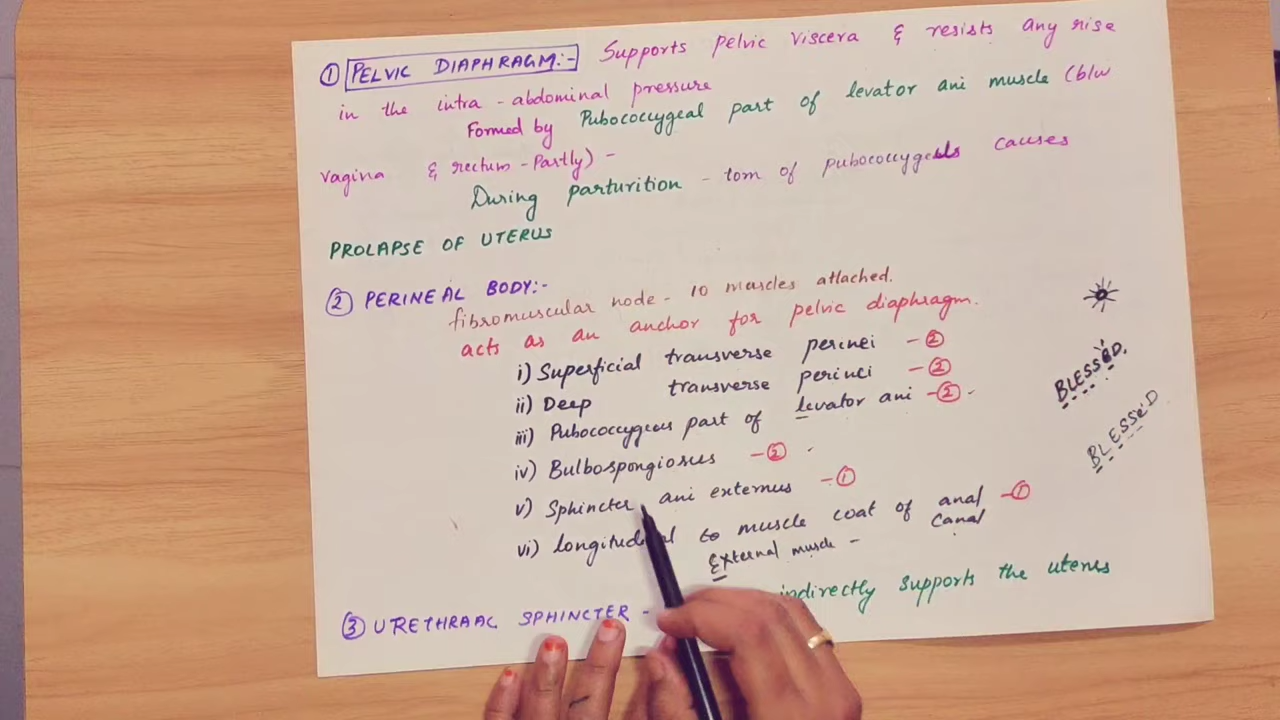 ① PELVIC DIAPHRAGM:- Supports pelvic viscera & resists any rise
in the intra-abdominal pressure
Formed by Pubococcygeal part of levator ani muscle (blw
vagina & rectum - Partly) -
During parturition - torn of pubococcygeus causes
PROLAPSE OF UTERUS
② PERINEAL BODY:-
fibromuscular node - 10 muscles attached.
acts as an anchor for pelvic diaphragm.
i) Superficial transverse perinei - ②
ii) Deep transverse perinei - ②
iii) Pubococcygeus part of levator ani - ② -
iv) Bulbospongiosus - ②
v) Sphincter ani externus - ①
vi) longitudinal to muscle coat of anal - ①
canal
External muscle -
③ URETHRAAL SPHINCTER - indirectly supports the uterus
BLESSED.
BLESSeD